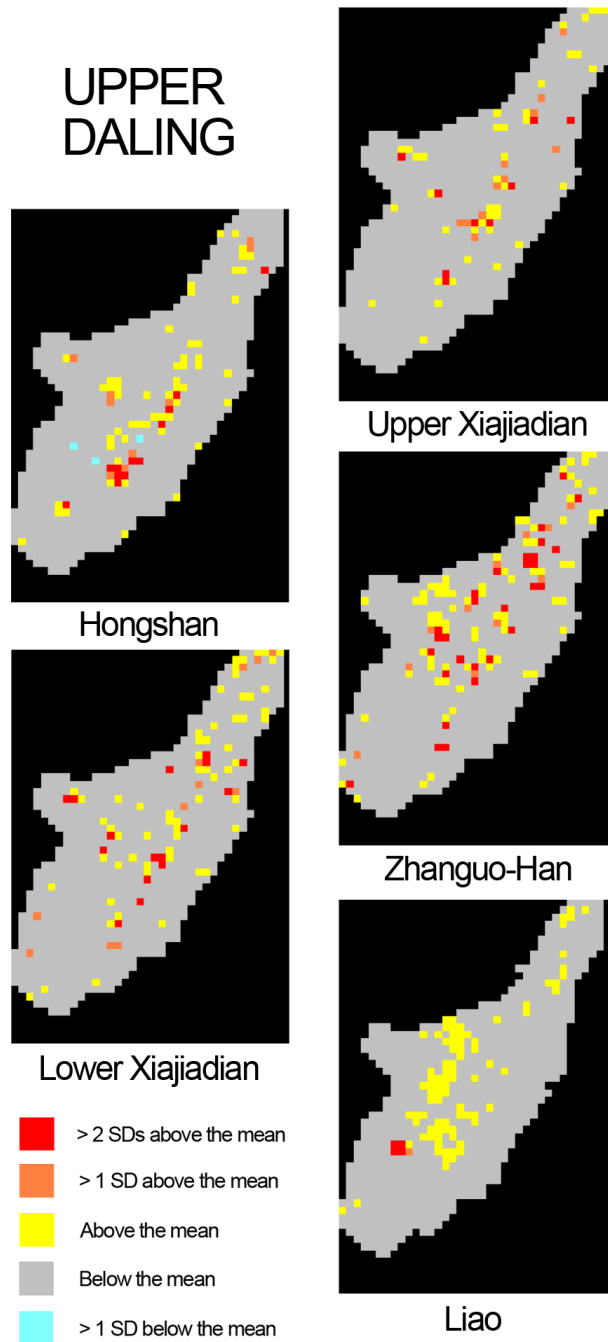 UPPER
DALING
Hongshan
Lower Xiajiadian
> 2 SDs above the mean
> 1 SD above the mean
Above the mean
Below the mean
> 1 SD below the mean
Upper Xiajiadian
Zhanguo-Han
Liao